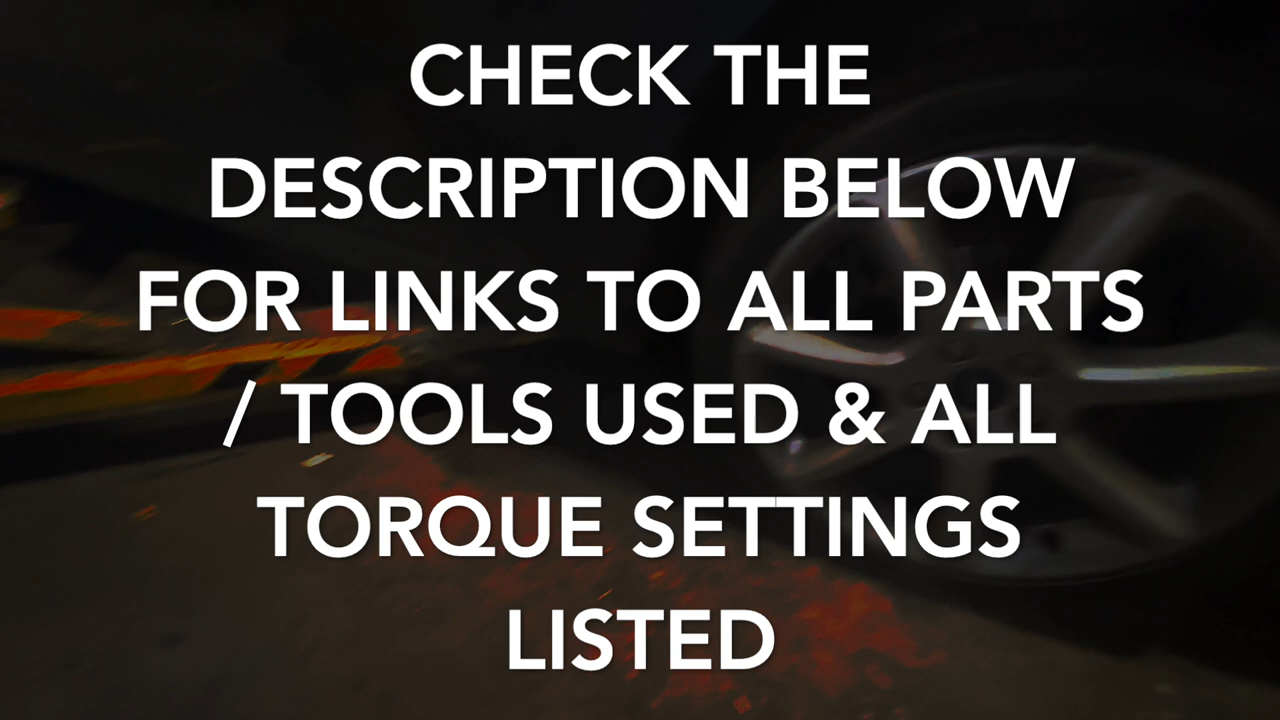 CHECK THE
DESCRIPTION BELOW
FOR LINKS TO ALL PARTS
/ TOOLS USED & ALL
TORQUE SETTINGS
LISTED